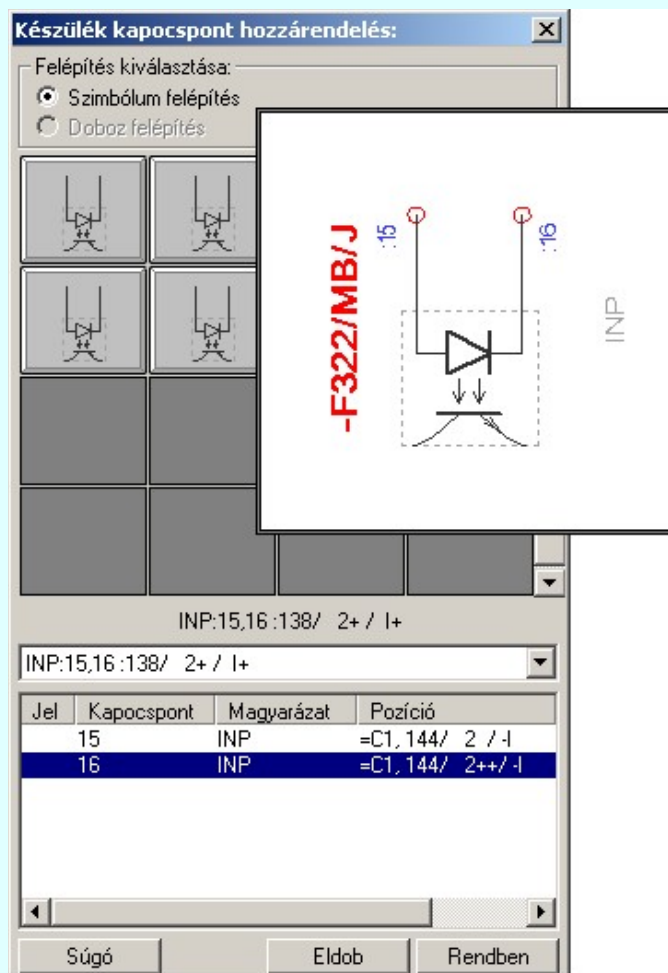 Készülék kapocspont hozzárendelés:
Felépítés kiválasztása:
Szimbólum felépítés
Doboz felépítés
-F322/MB/J
:15
:16
INP
INP:15,16 :138/ 2+ / I+
INP:15,16 :138/ 2+ / I+
Jel Kapocspont Magyarázat Pozíció
15 INP =C1, 144/ 2 / -I
16 INP =C1, 144/ 2++/ -I
Súgó Eldob Rendben